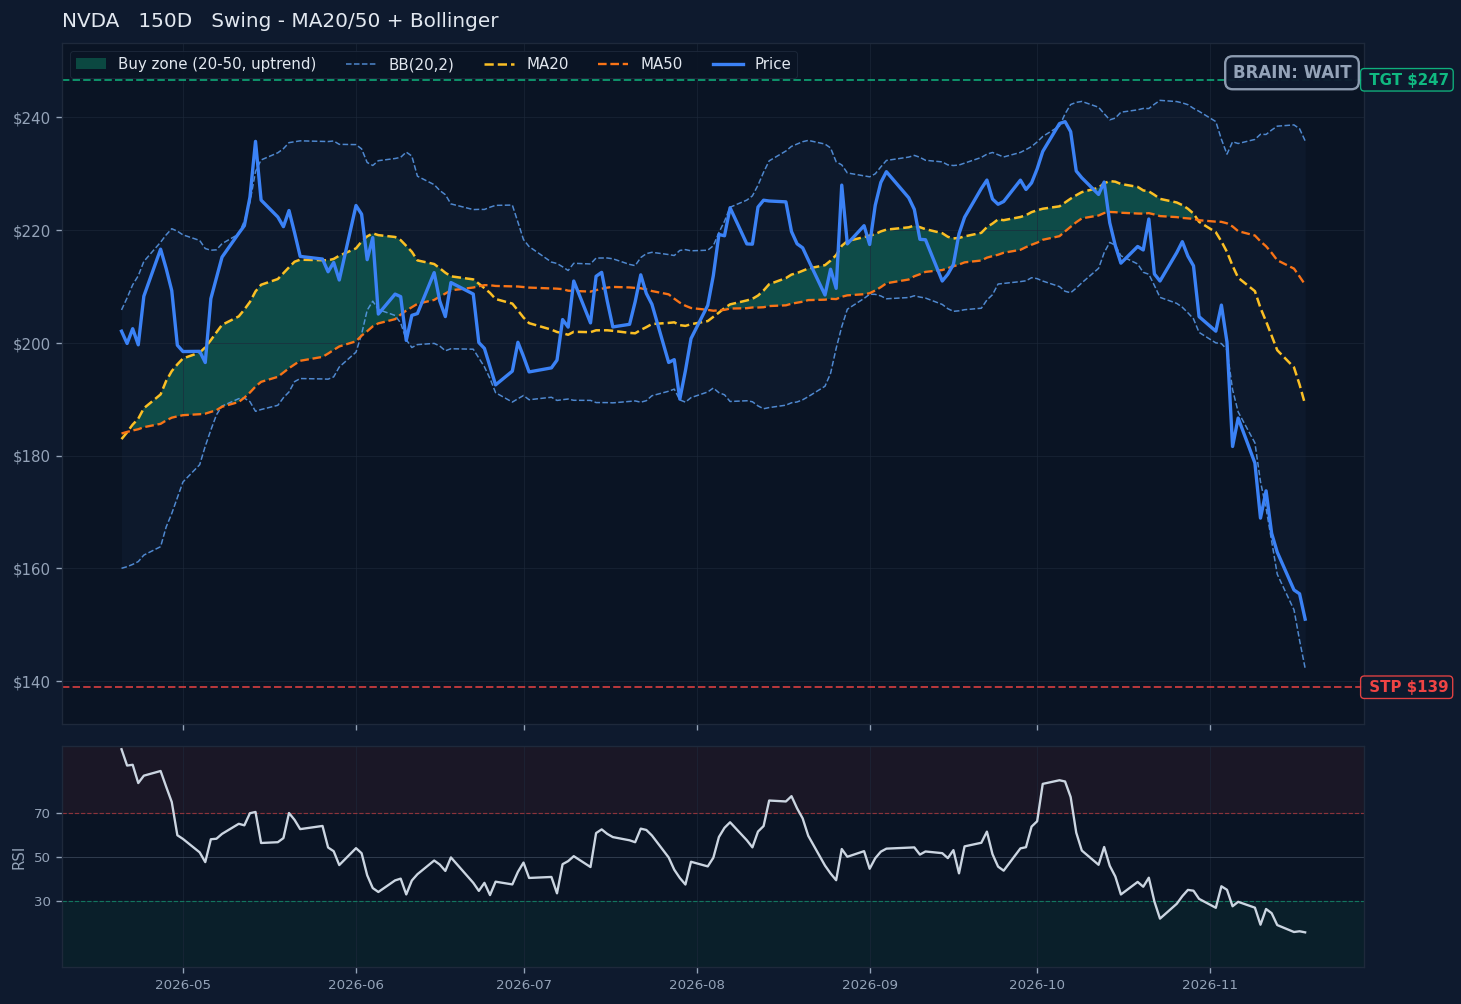 NVDA   150D   Swing - MA20/50 + Bollinger
Buy zone (20-50, uptrend)   BB(20,2)   MA20   MA50   Price
BRAIN: WAIT
TGT $247
$240
$220
$200
$180
$160
$140
STP $139
RSI
70
50
30
2026-05   2026-06   2026-07   2026-08   2026-09   2026-10   2026-11